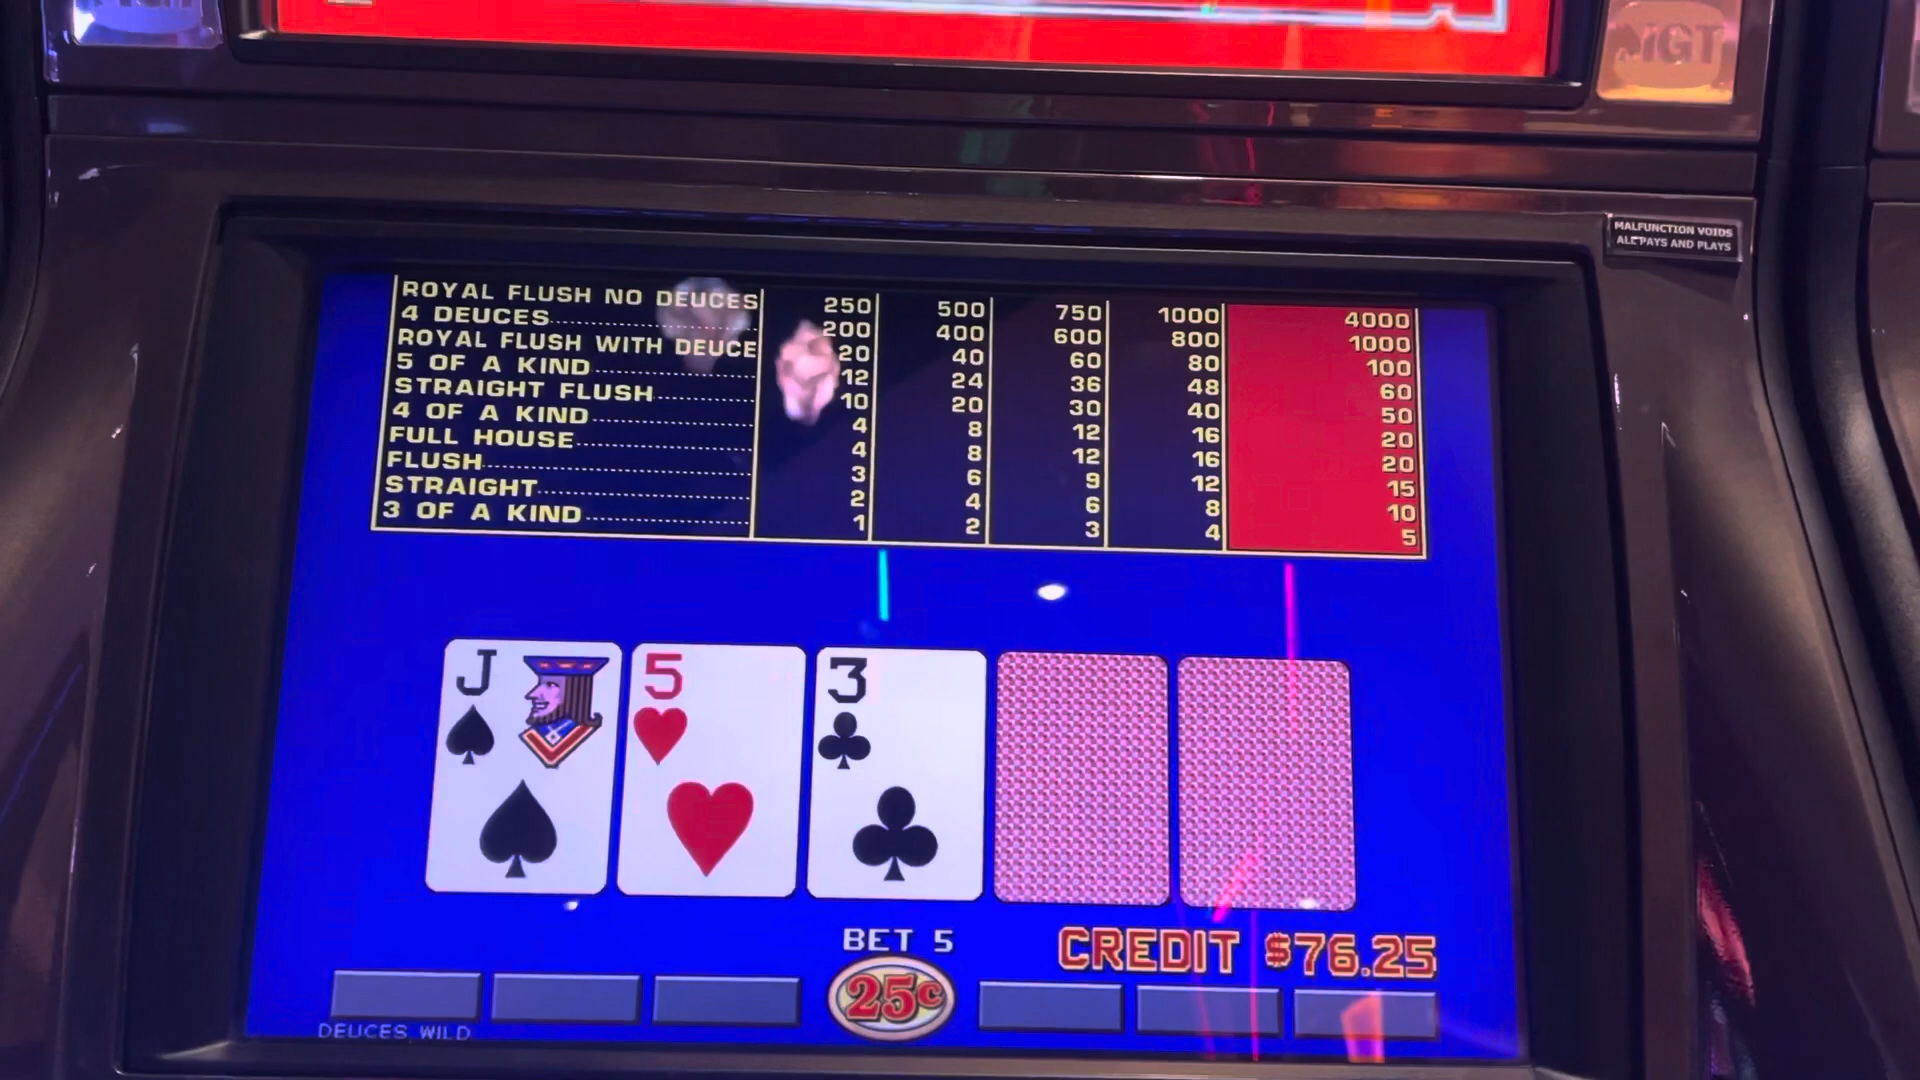 IGT
MALFUNCTION VOIDS
ALL PAYS AND PLAYS
ROYAL FLUSH NO DEUCES 250 500 750 1000 4000
4 DEUCES 200 400 600 800 1000
ROYAL FLUSH WITH DEUCE 20 40 60 80 100
5 OF A KIND 12 24 36 48 60
STRAIGHT FLUSH 10 20 30 40 50
4 OF A KIND 4 8 12 16 20
FULL HOUSE 4 8 12 16 20
FLUSH 3 6 9 12 15
STRAIGHT 2 4 6 8 10
3 OF A KIND 1 2 3 4 5
J 5 3
BET 5 CREDIT $76.25
25¢
DEUCES WILD